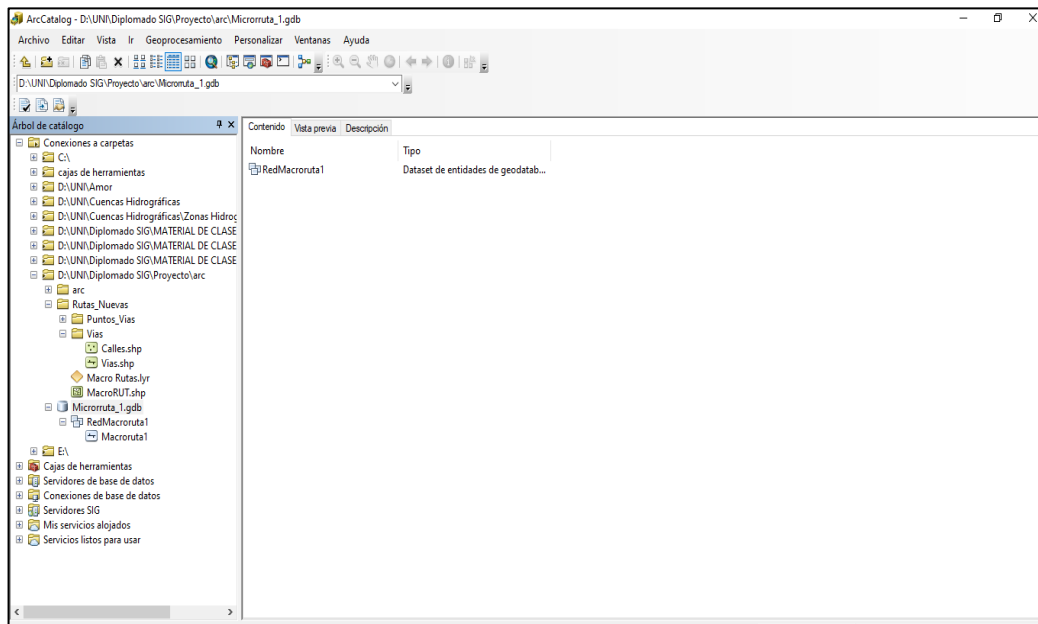 ArcCatalog - D:\UNI\Diplomado SIG\Proyecto\arc\Microrruta_1.gdb
Archivo Editar Vista Ir Geoprocesamiento Personalizar Ventanas Ayuda
D:\UNI\Diplomado SIG\Proyecto\arc\Microrruta_1.gdb
Árbol de catálogo
Conexiones a carpetas
C:\
cajas de herramientas
D:\UNI\Amor
D:\UNI\Cuencas Hidrográficas
D:\UNI\Cuencas Hidrográficas\Zonas Hidrog
D:\UNI\Diplomado SIG\MATERIAL DE CLASE
D:\UNI\Diplomado SIG\MATERIAL DE CLASE
D:\UNI\Diplomado SIG\MATERIAL DE CLASE
D:\UNI\Diplomado SIG\Proyecto\arc
arc
Rutas_Nuevas
Puntos_Vias
Vias
Calles.shp
Vias.shp
Macro Rutas.lyr
MacroRUT.shp
Microrruta_1.gdb
RedMacroruta1
Macroruta1
E:\
Cajas de herramientas
Servidores de base de datos
Conexiones de base de datos
Servidores SIG
Mis servicios alojados
Servicios listos para usar
Contenido Vista previa Descripción
Nombre Tipo
RedMacroruta1 Dataset de entidades de geodatab...